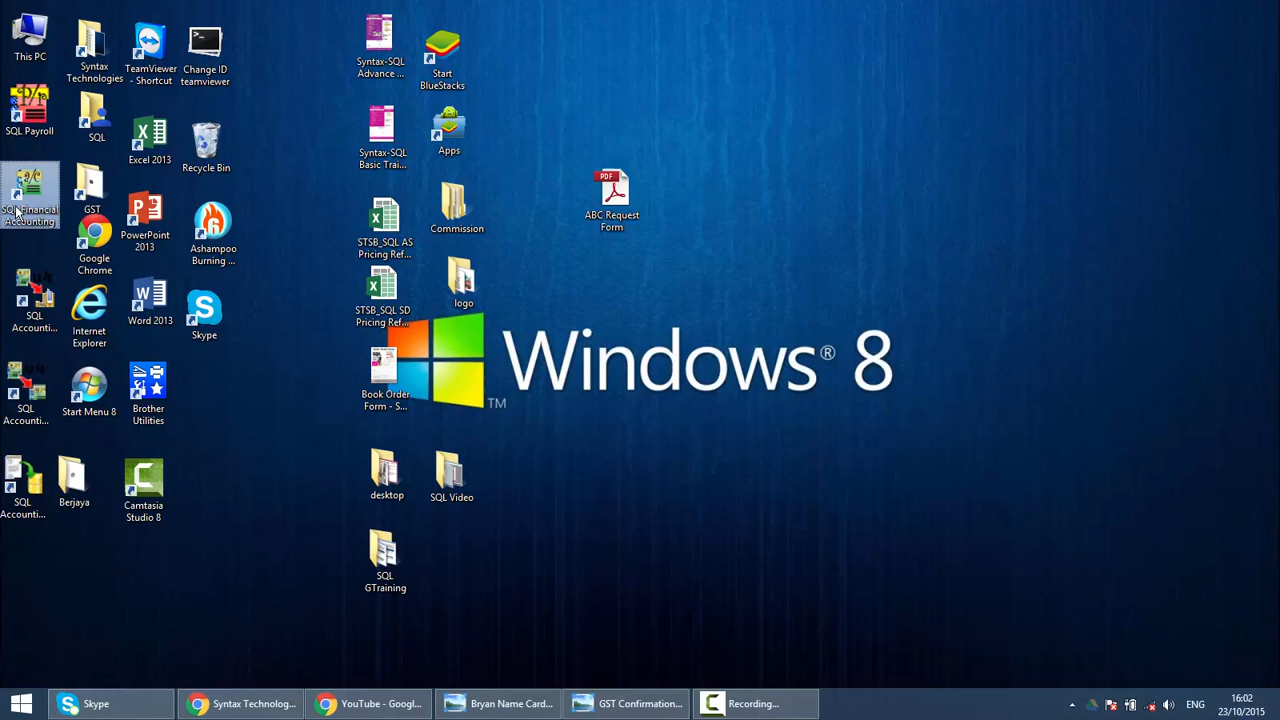 This PC
SQL Payroll
SQL Financial
Accounting
SQL
Accounti...
SQL
Accounti...
SQL
Accounti...
Syntax
Technologies
SQL
GST
Google
Chrome
Internet
Explorer
Start Menu 8
Berjaya
TeamViewer
- Shortcut
Excel 2013
PowerPoint
2013
Word 2013
Brother
Utilities
Camtasia
Studio 8
Change ID
teamviewer
Recycle Bin
Ashampoo
Burning ...
Skype
Syntax-SQL
Advance ...
Syntax-SQL
Basic Trai...
STSB_SQL AS
Pricing Ref...
STSB_SQL SD
Pricing Ref...
Book Order
Form - S...
desktop
SQL
GTraining
Start
BlueStacks
Apps
Commission
logo
SQL Video
PDF
ABC Request
Form
Windows® 8
TM
Skype
Syntax Technolog...
YouTube - Googl...
Bryan Name Card...
GST Confirmation...
Recording...
ENG
16:02
23/10/2015